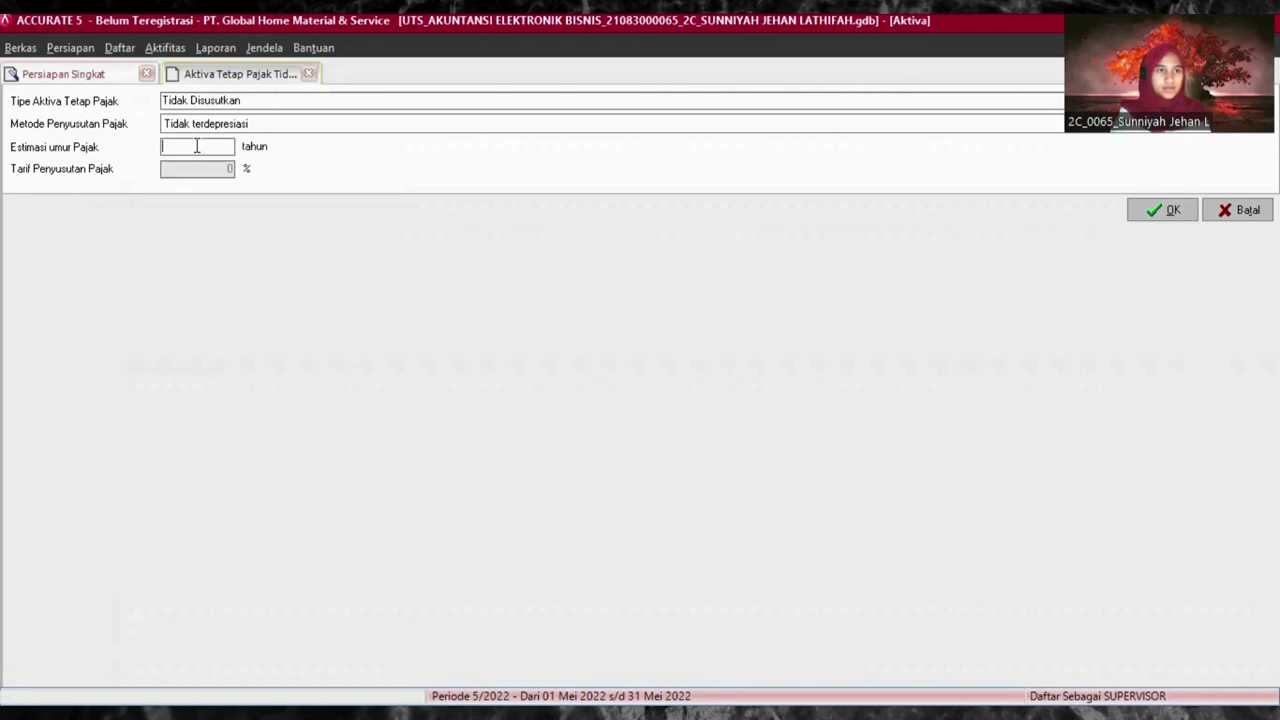 ACCURATE 5 - Belum Teregistrasi - PT. Global Home Material & Service [UTS_AKUNTANSI ELEKTRONIK BISNIS_21083000065_2C_SUNNIYAH JEHAN LATHIFAH.gdb] - [Aktiva]
Berkas Persiapan Daftar Aktifitas Laporan Jendela Bantuan
Persiapan Singkat Aktiva Tetap Pajak Tid...
Tipe Aktiva Tetap Pajak Tidak Disusutkan
Metode Penyusutan Pajak Tidak terdepresiasi
2C_0065_Sunniyah Jehan L
Estimasi umur Pajak tahun
Tarif Penyusutan Pajak 0 %
OK Batal
Periode 5/2022 - Dari 01 Mei 2022 s/d 31 Mei 2022 Daftar Sebagai SUPERVISOR